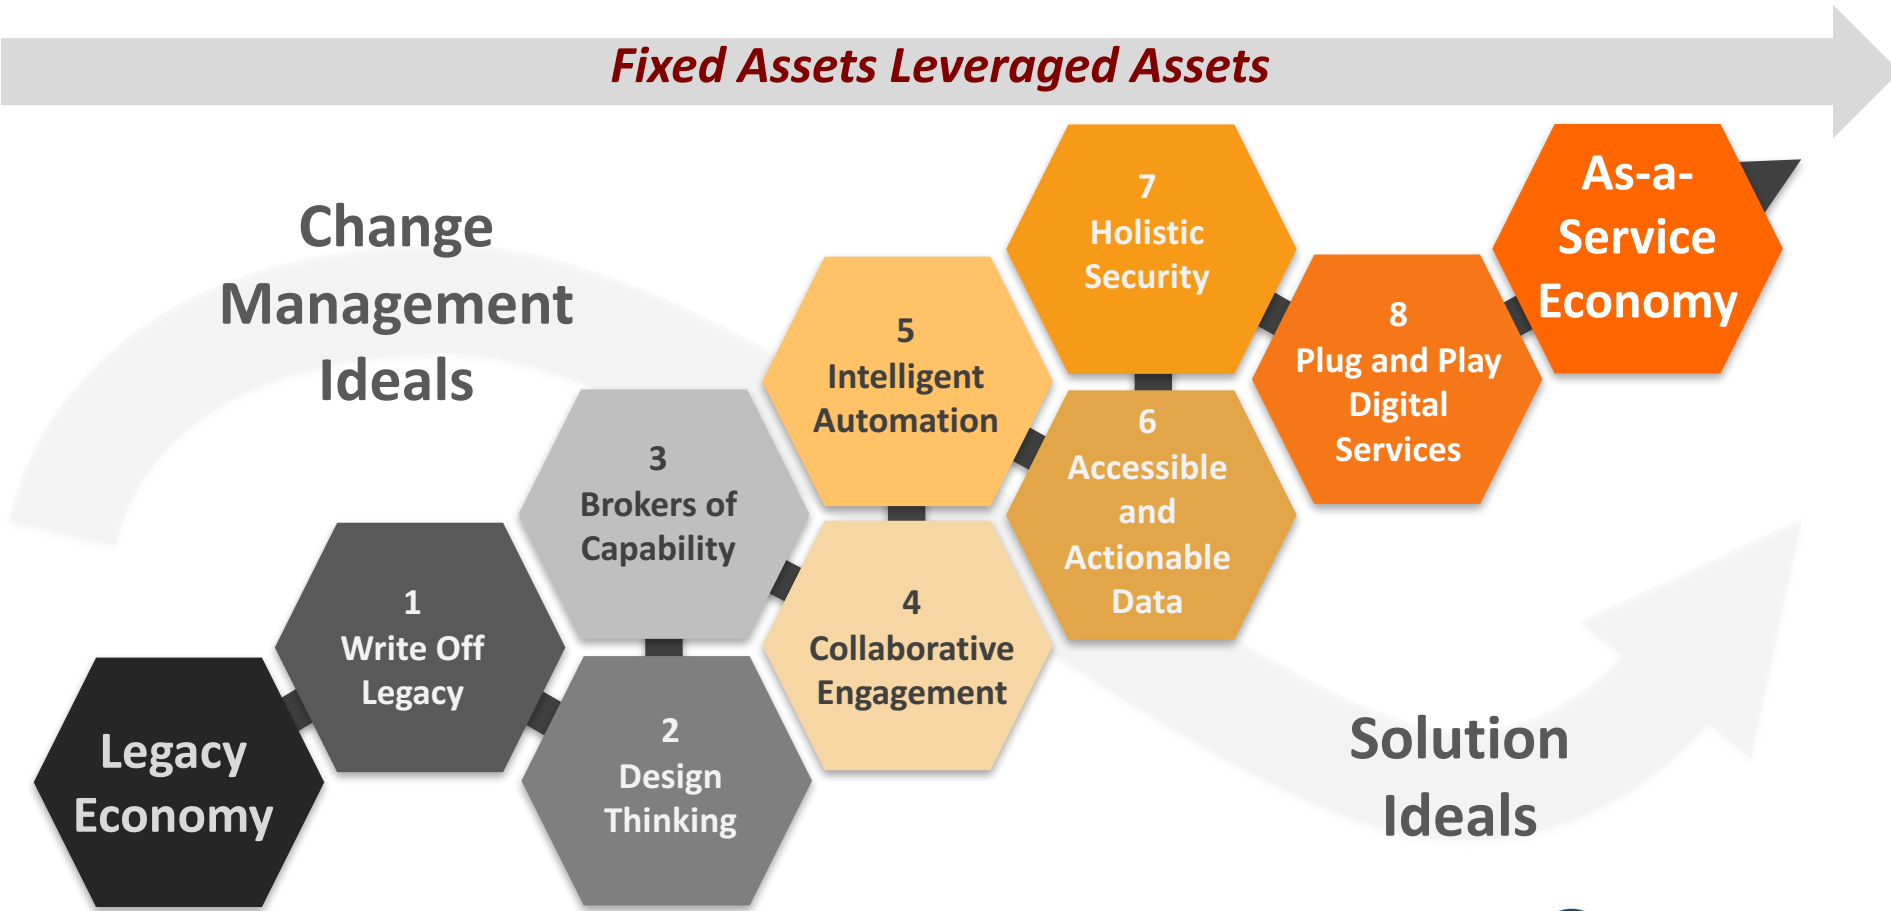 Fixed Assets Leveraged Assets
Change
Management
Ideals
Legacy
Economy
1
Write Off
Legacy
2
Design
Thinking
3
Brokers of
Capability
4
Collaborative
Engagement
5
Intelligent
Automation
6
Accessible
and
Actionable
Data
7
Holistic
Security
8
Plug and Play
Digital
Services
As-a-
Service
Economy
Solution
Ideals